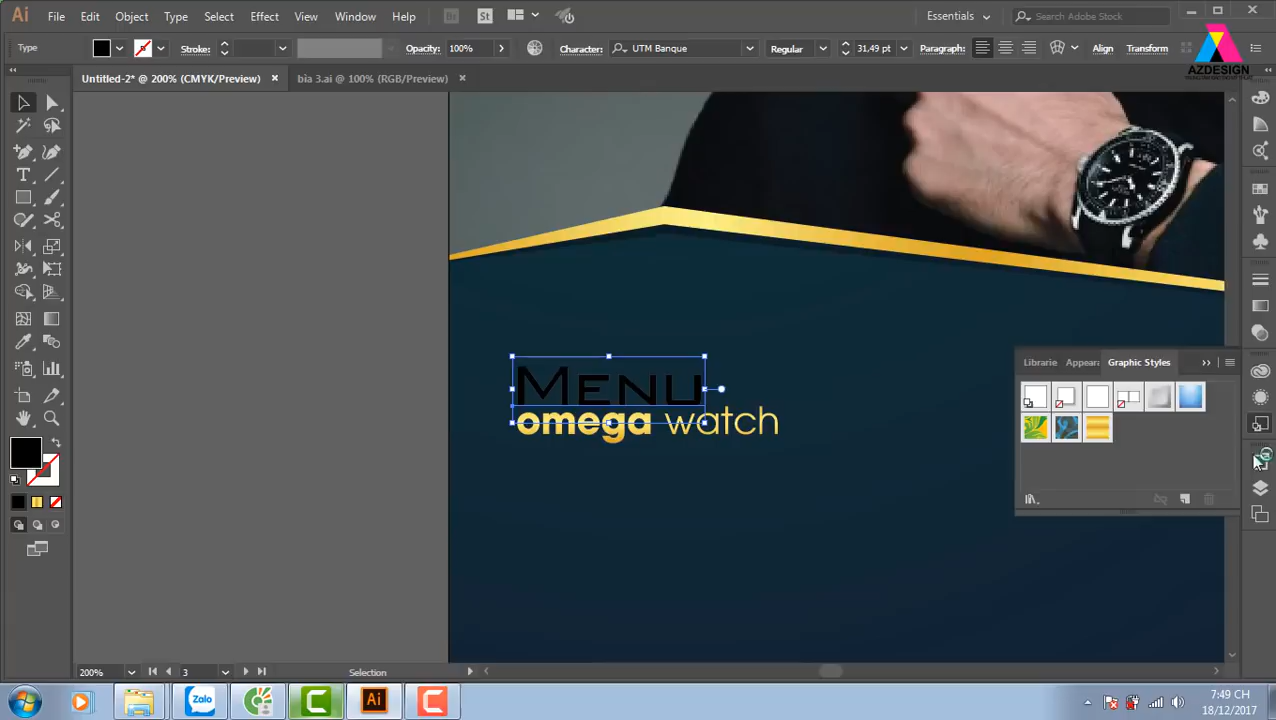 Ai File Edit Object Type Select Effect View Window Help Br St Essentials Search Adobe Stock
Type Stroke: Opacity: 100% Character: UTM Banque Regular 31,49 pt Paragraph: Align Transform
AZDESIGN
Untitled-2* @ 200% (CMYK/Preview) × bia 3.ai @ 100% (RGB/Preview) ×
Librarie Appear Graphic Styles
MENU
omega watch
200% 3 Selection
Zalo C Ai C
7:49 CH
18/12/2017